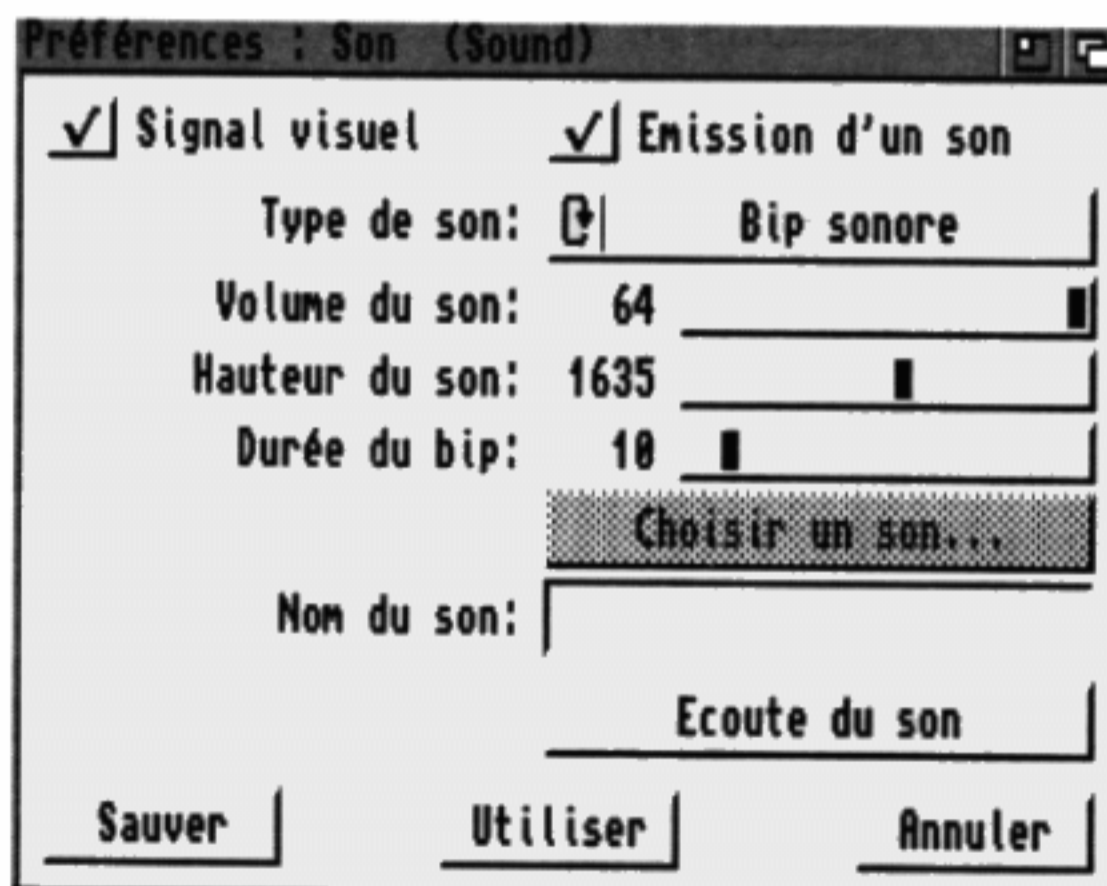 Préférences : Son (Sound)
Signal visuel Emission d'un son
Type de son: Bip sonore
Volume du son: 64
Hauteur du son: 1635
Durée du bip: 10
Choisir un son...
Nom du son:
Ecoute du son
Sauver Utiliser Annuler